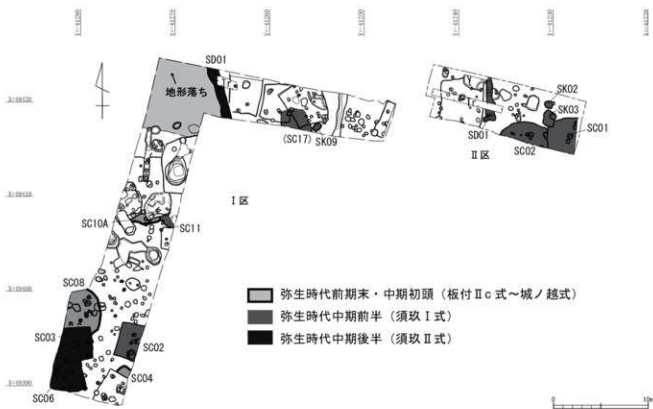 SD01
地形落ち
(SC17) SK09
Ⅰ区
SC10A
SC11
SC08
SC03
SC02
SC04
SC06
SK02
SK03
SC01
SD01
SC02
Ⅱ区
弥生時代前期末・中期初頭(板付Ⅱc式～城ノ越式)
弥生時代中期前半(須玖Ⅰ式)
弥生時代中期後半(須玖Ⅱ式)
0
10m